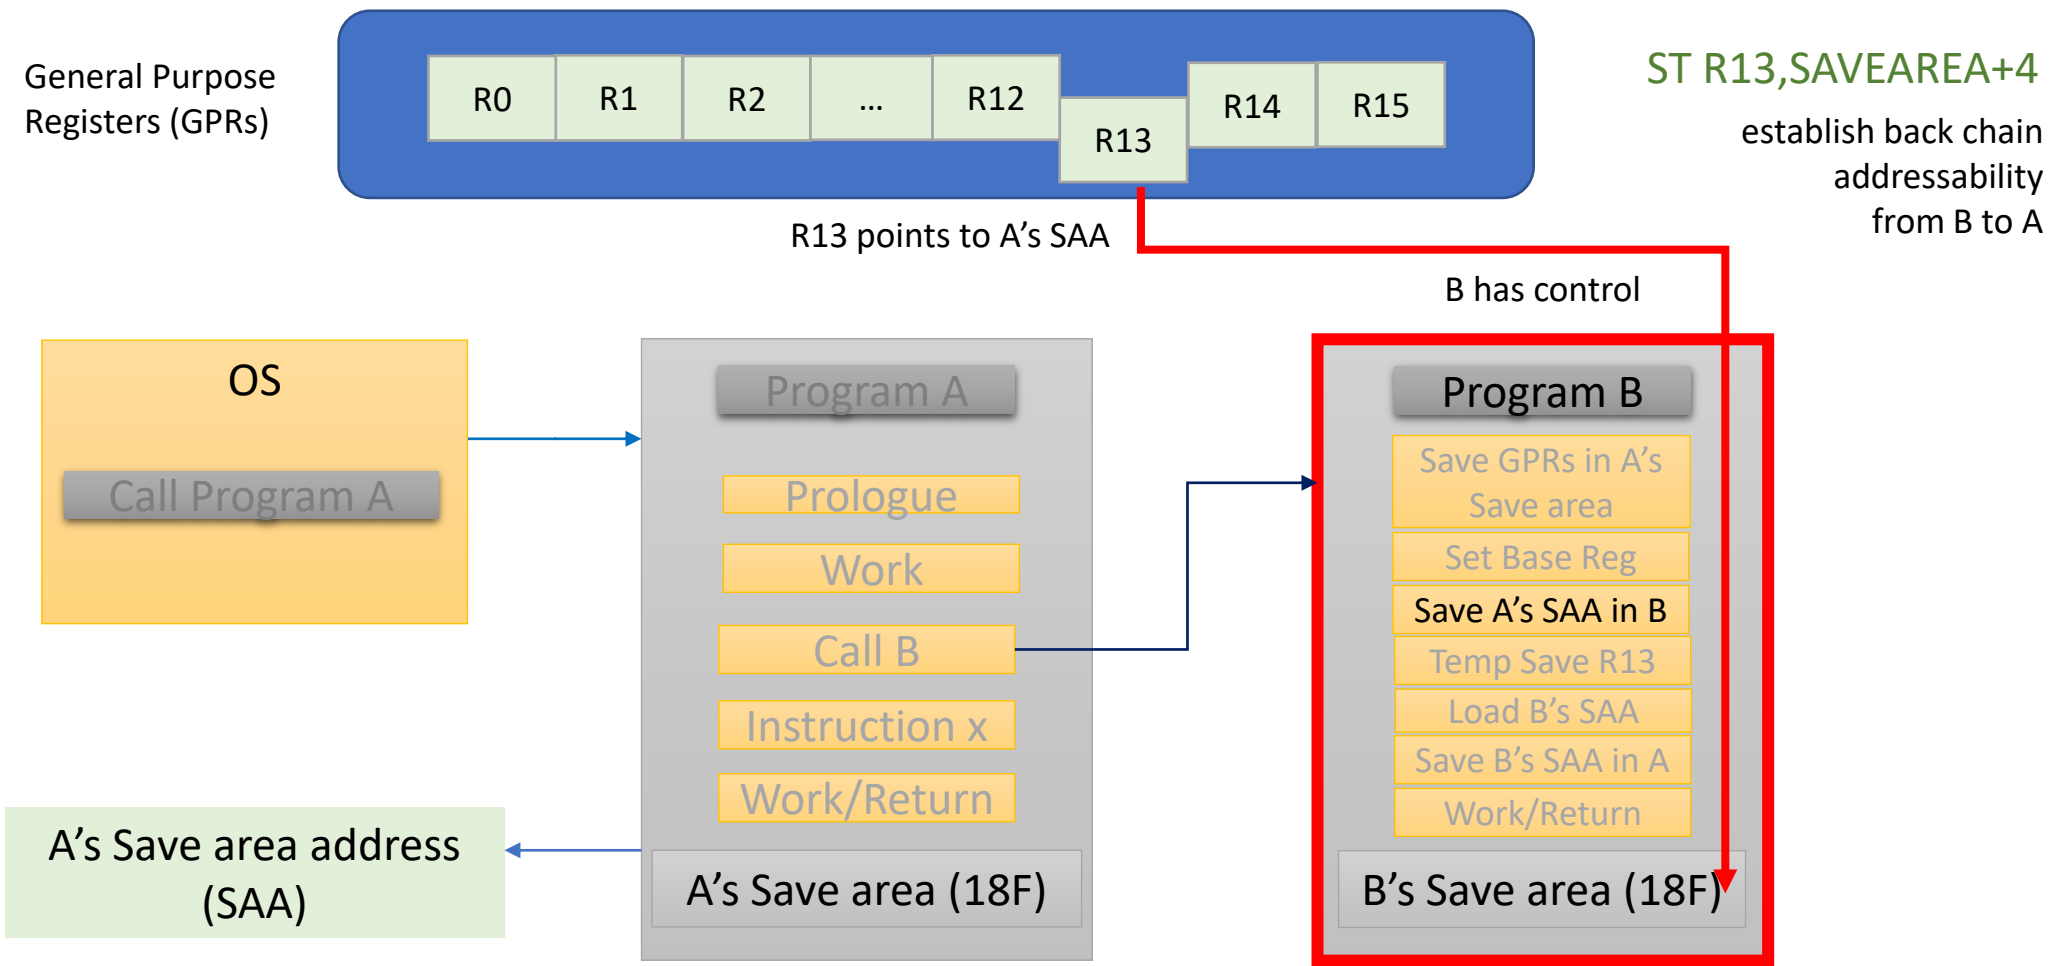 General Purpose
Registers (GPRs)
R0
R1
R2
...
R12
R13
R14
R15
ST R13,SAVEAREA+4
establish back chain
addressability
from B to A
R13 points to A’s SAA
B has control
OS
Call Program A
Program A
Prologue
Work
Call B
Instruction x
Work/Return
A’s Save area (18F)
A’s Save area address
(SAA)
Program B
Save GPRs in A’s
Save area
Set Base Reg
Save A’s SAA in B
Temp Save R13
Load B’s SAA
Save B’s SAA in A
Work/Return
B’s Save area (18F)